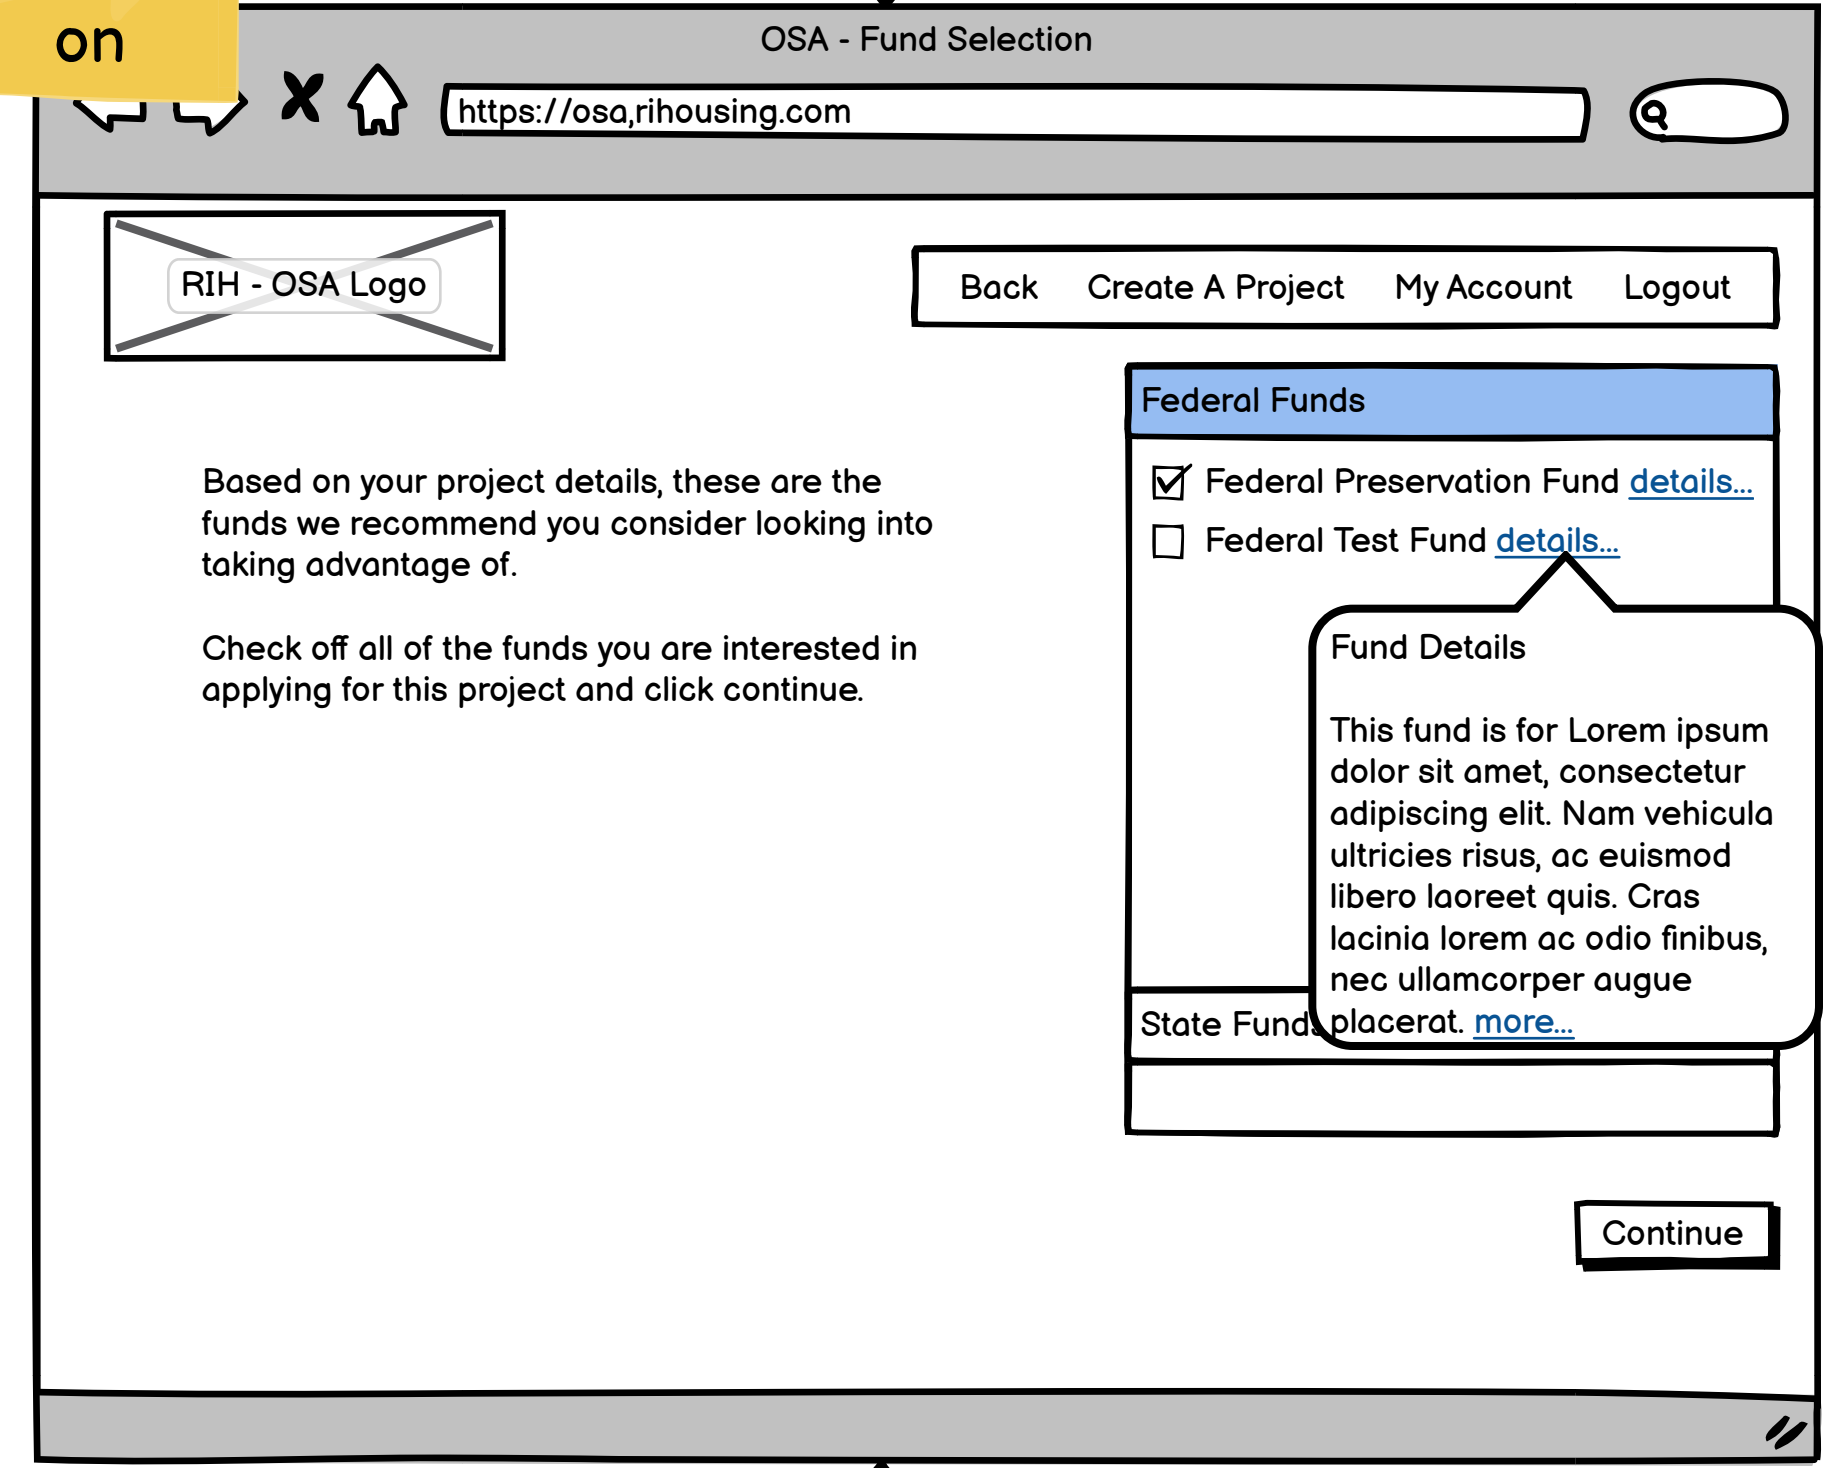 on
OSA - Fund Selection
https://osa,rihousing.com
RIH - OSA Logo
Back Create A Project My Account Logout
Based on your project details, these are the
funds we recommend you consider looking into
taking advantage of.
Check off all of the funds you are interested in
applying for this project and click continue.
Federal Funds
Federal Preservation Fund details...
Federal Test Fund details...
Fund Details
This fund is for Lorem ipsum
dolor sit amet, consectetur
adipiscing elit. Nam vehicula
ultricies risus, ac euismod
libero laoreet quis. Cras
lacinia lorem ac odio finibus,
nec ullamcorper augue
placerat. more...
State Funds
Continue